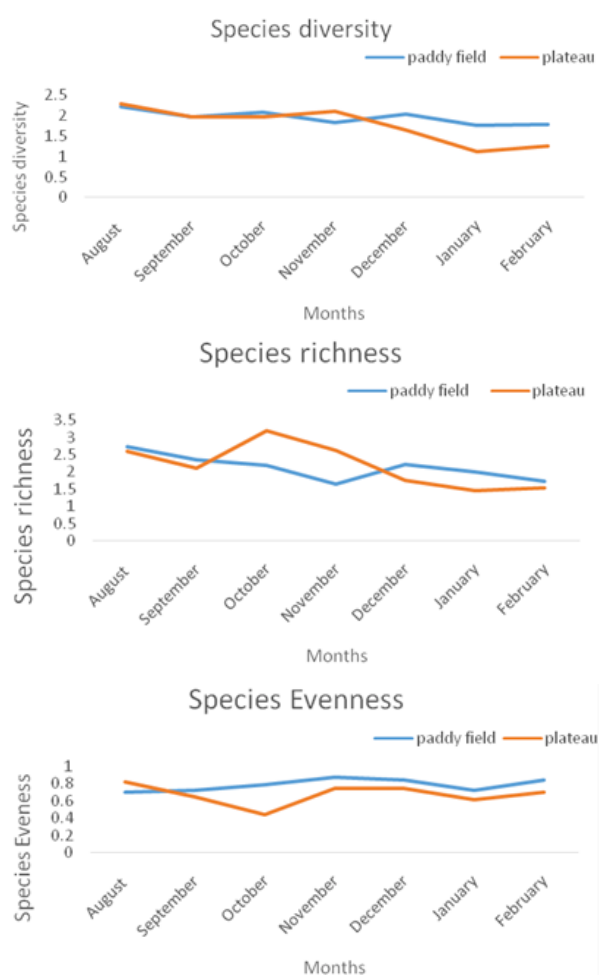 Species diversity
paddy field plateau
Species diversity
2.5
2
1.5
1
0.5
0
August
September
October
November
December
January
February
Months
Species richness
paddy field plateau
Species richness
3.5
3
2.5
2
1.5
1
0.5
0
August
September
October
November
December
January
February
Months
Species Evenness
paddy field plateau
Species Eveness
1
0.8
0.6
0.4
0.2
0
August
September
October
November
December
January
February
Months